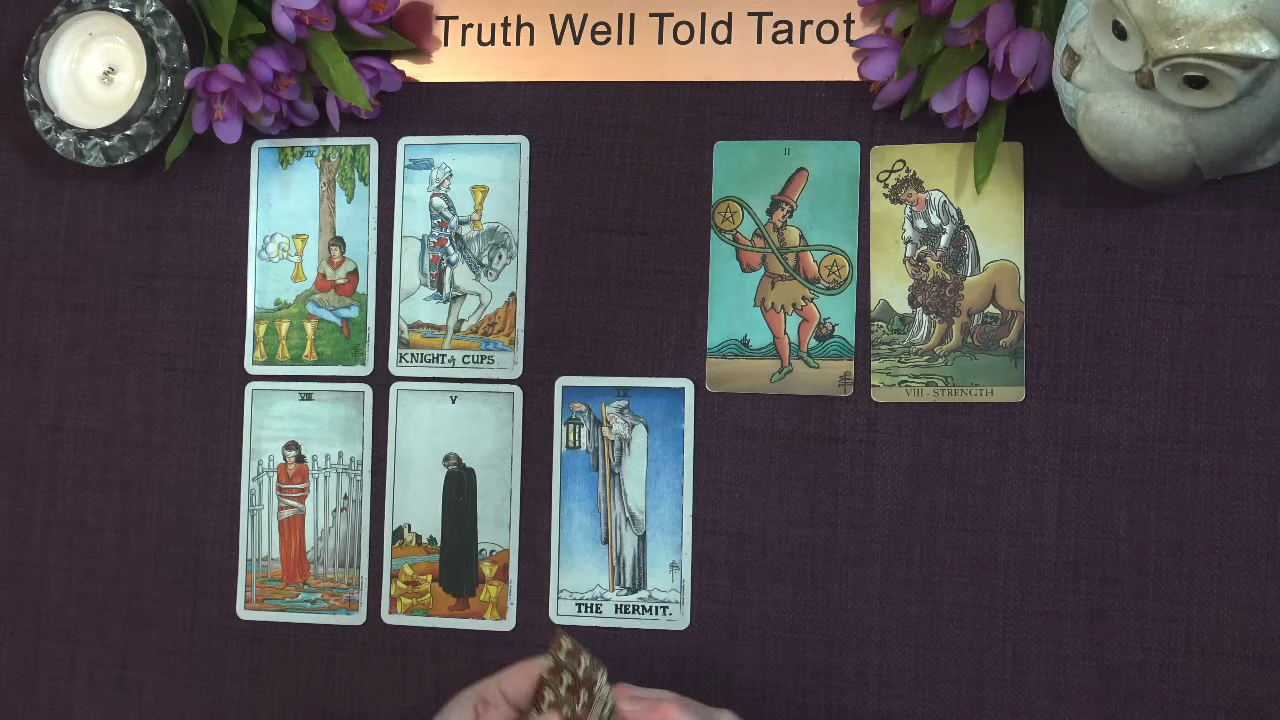 Truth Well Told Tarot
IV
KNIGHT of CUPS
II
VIII - STRENGTH
VIII
V
IX
THE HERMIT.